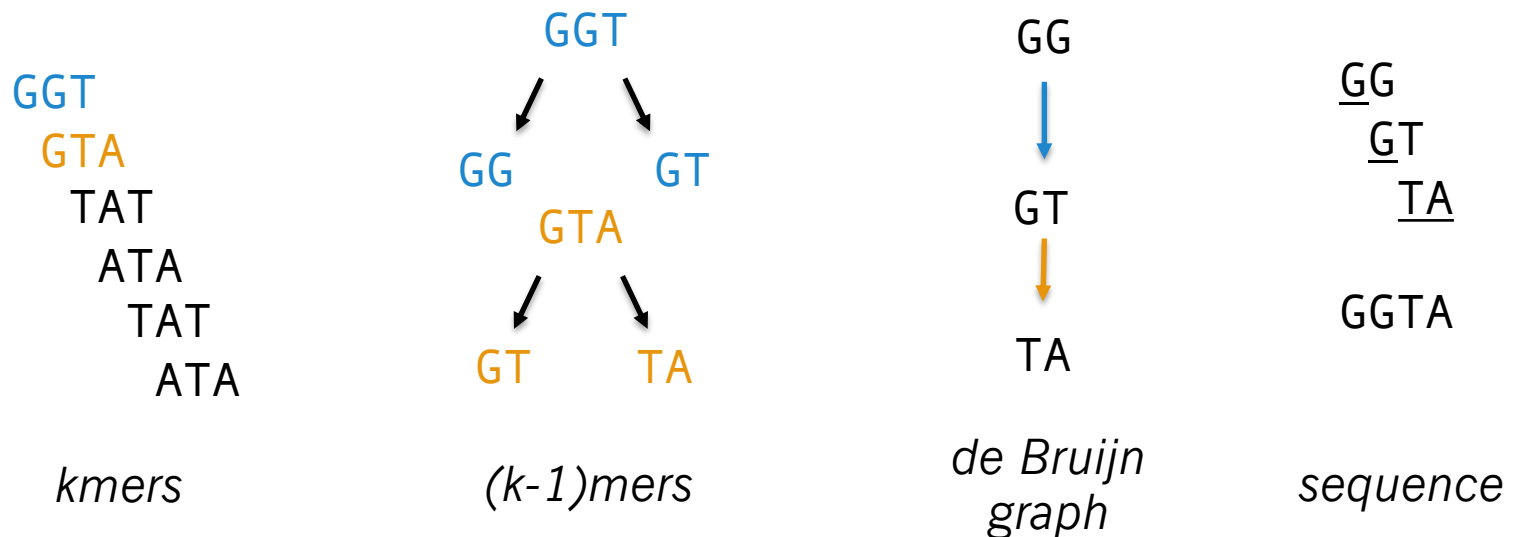 GGT
GTA
TAT
ATA
TAT
ATA
kmers
GGT
GG GT
GTA
GT TA
(k-1)mers
GG
GT
TA
de Bruijn
graph
GG
GT
TA
GGTA
sequence